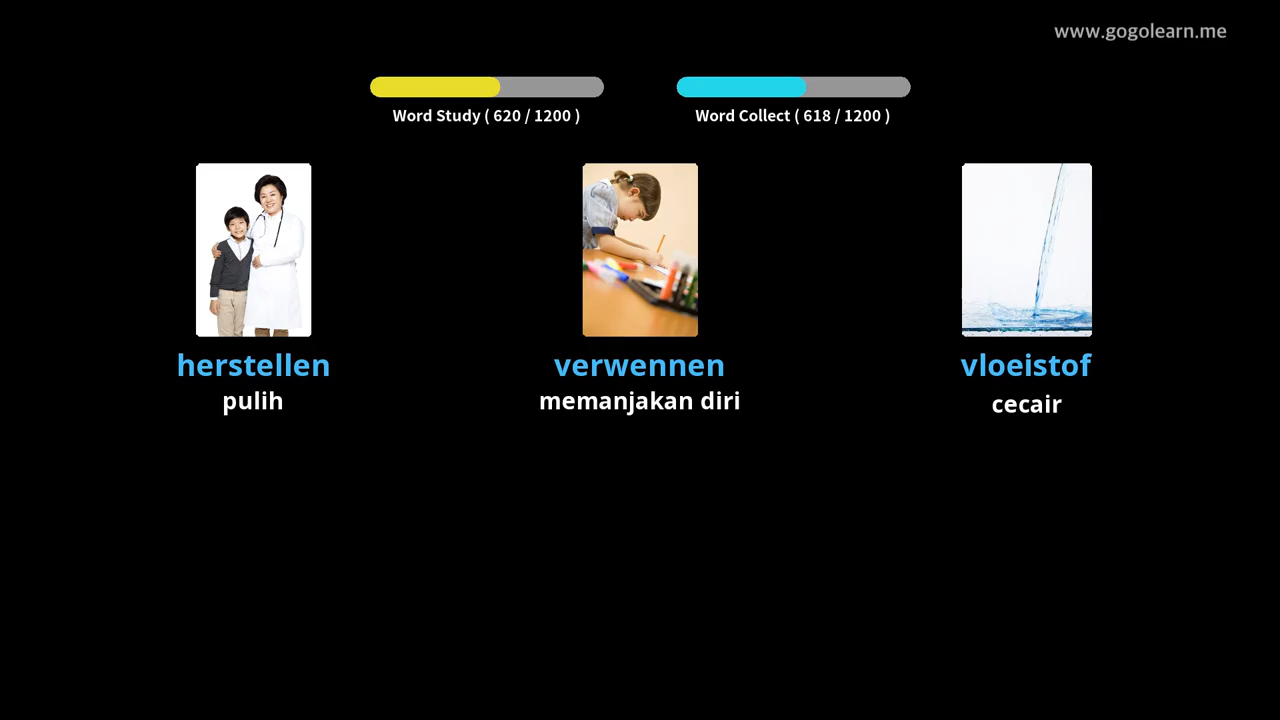 www.gogolearn.me
Word Study ( 620 / 1200 )
Word Collect ( 618 / 1200 )
herstellen
pulih
verwennen
memanjakan diri
vloeistof
cecair